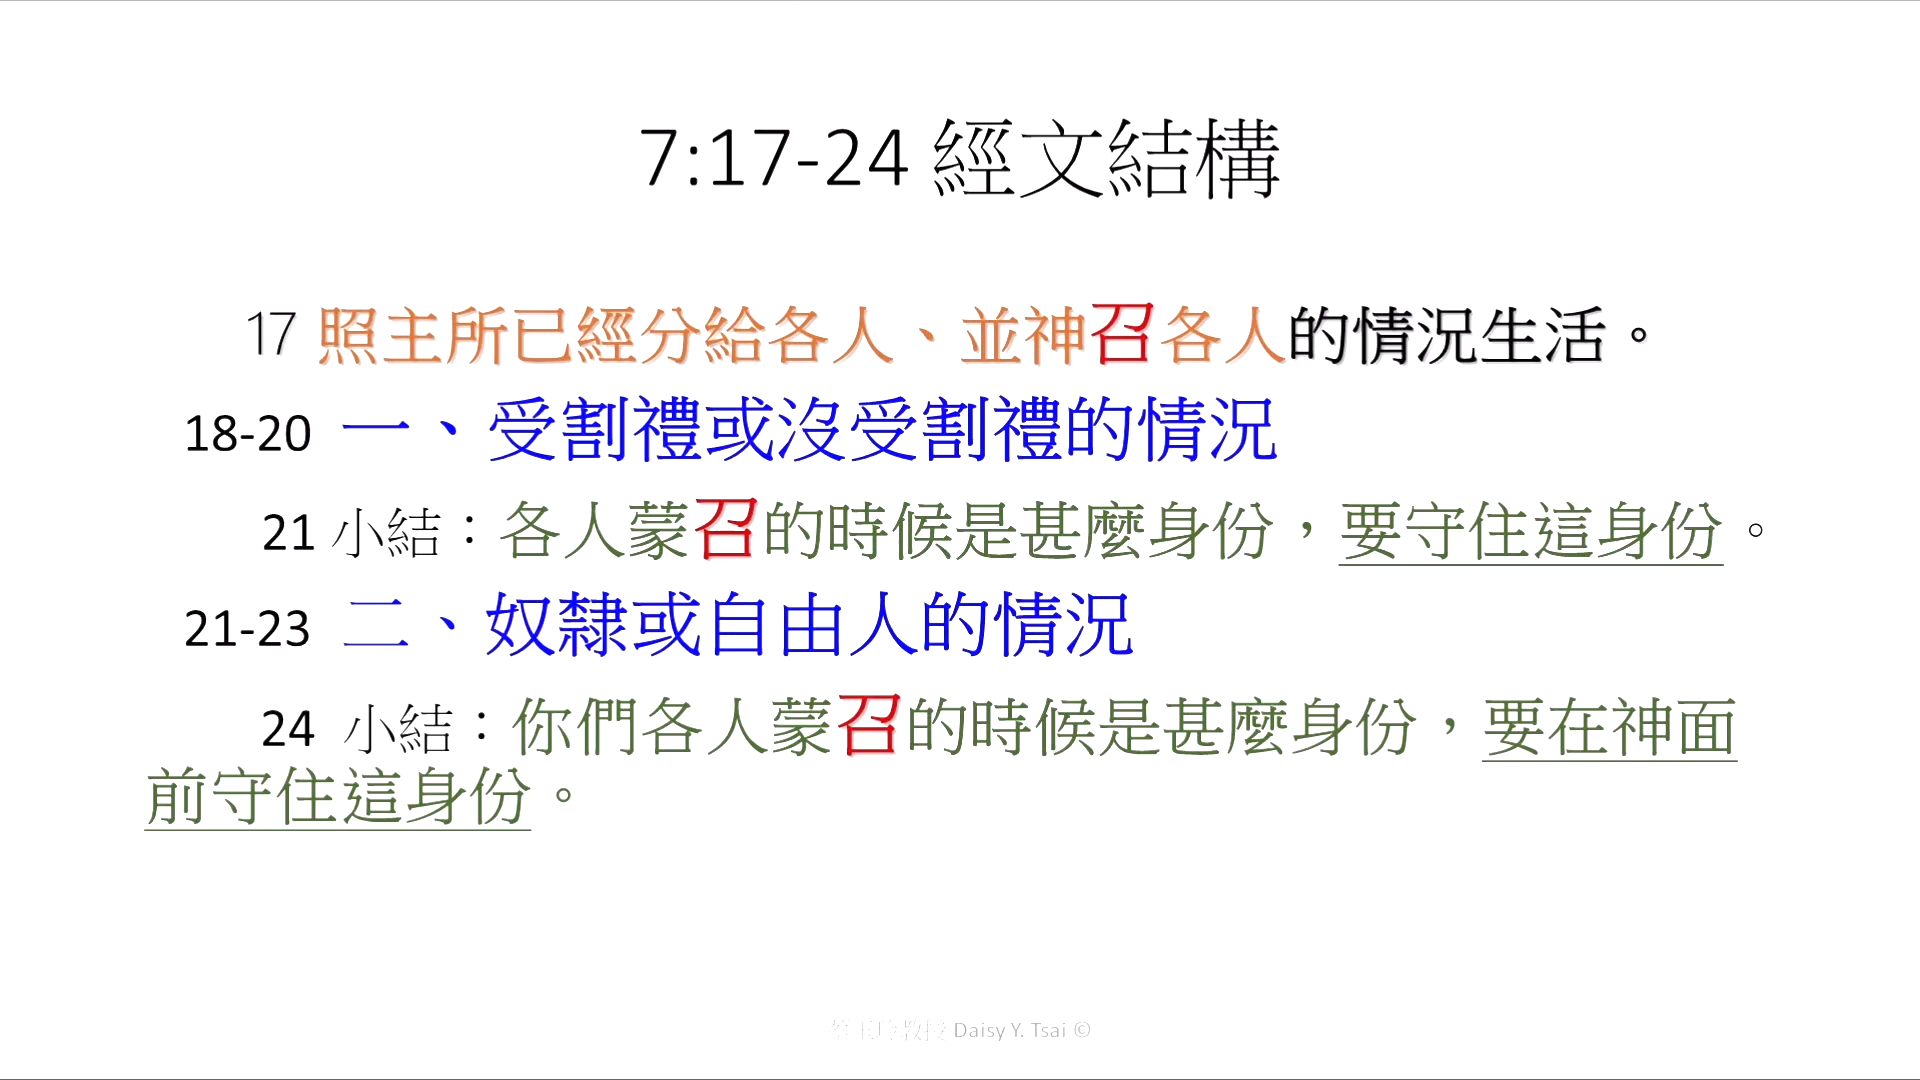 7:17-24 經文結構
17 照主所已經分給各人、並神召各人的情況生活。
18-20 一、受割禮或沒受割禮的情況
21 小結：各人蒙召的時候是甚麼身份，要守住這身份。
21-23 二、奴隸或自由人的情況
24 小結：你們各人蒙召的時候是甚麼身份，要在神面
前守住這身份。
教授 Daisy Y. Tsai ©